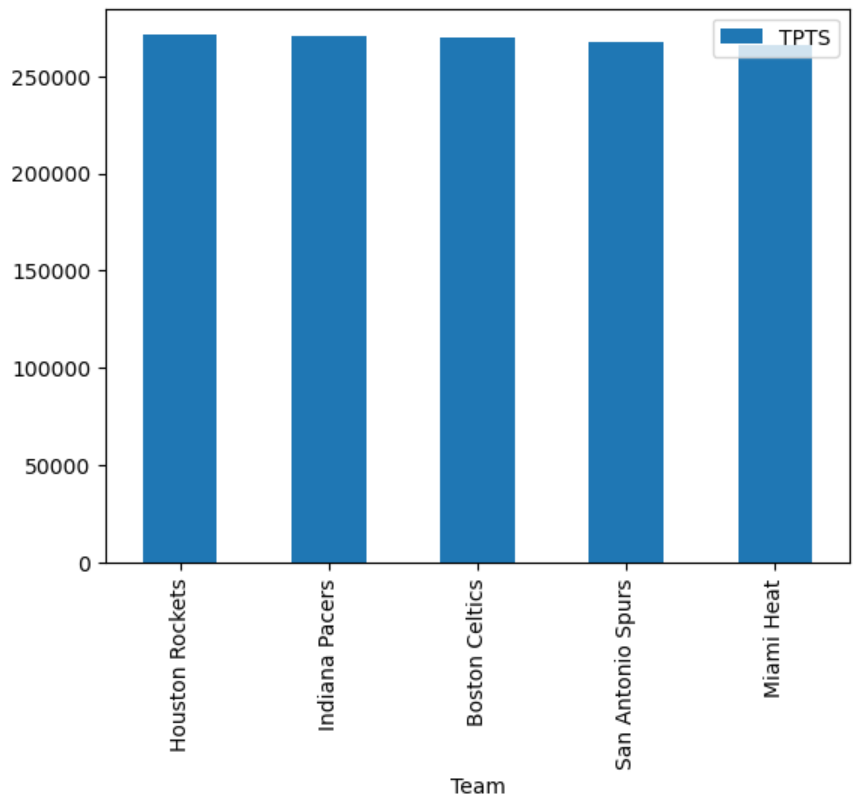 TPTS
250000
200000
150000
100000
50000
0
Houston Rockets
Indiana Pacers
Boston Celtics
San Antonio Spurs
Miami Heat
Team